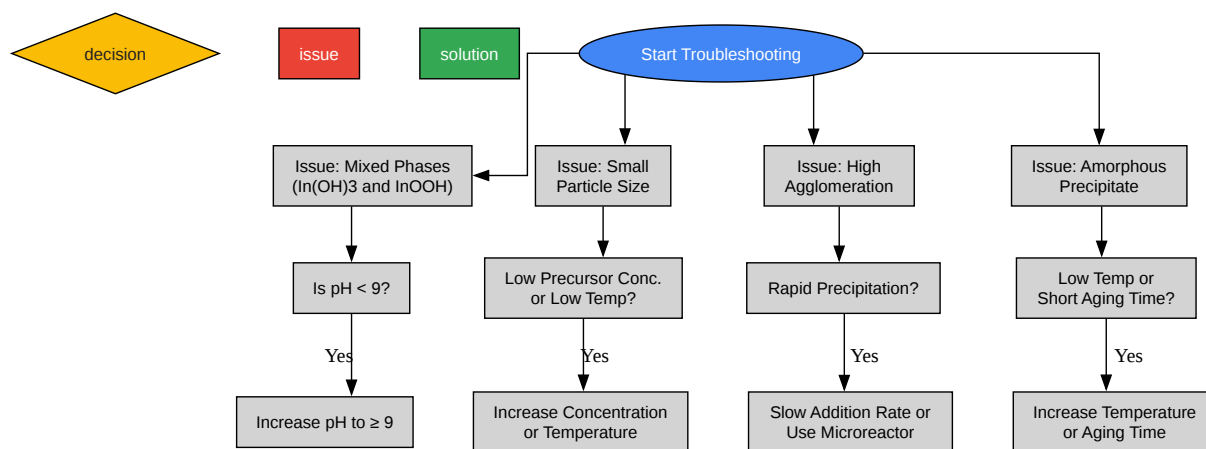 decision
issue
solution
Start Troubleshooting
Issue: Mixed Phases
(In(OH)3 and InOOH)
Issue: Small
Particle Size
Issue: High
Agglomeration
Issue: Amorphous
Precipitate
Is pH < 9?
Low Precursor Conc.
or Low Temp?
Rapid Precipitation?
Low Temp or
Short Aging Time?
Yes
Yes
Yes
Yes
Increase pH to ≥ 9
Increase Concentration
or Temperature
Slow Addition Rate or
Use Microreactor
Increase Temperature
or Aging Time